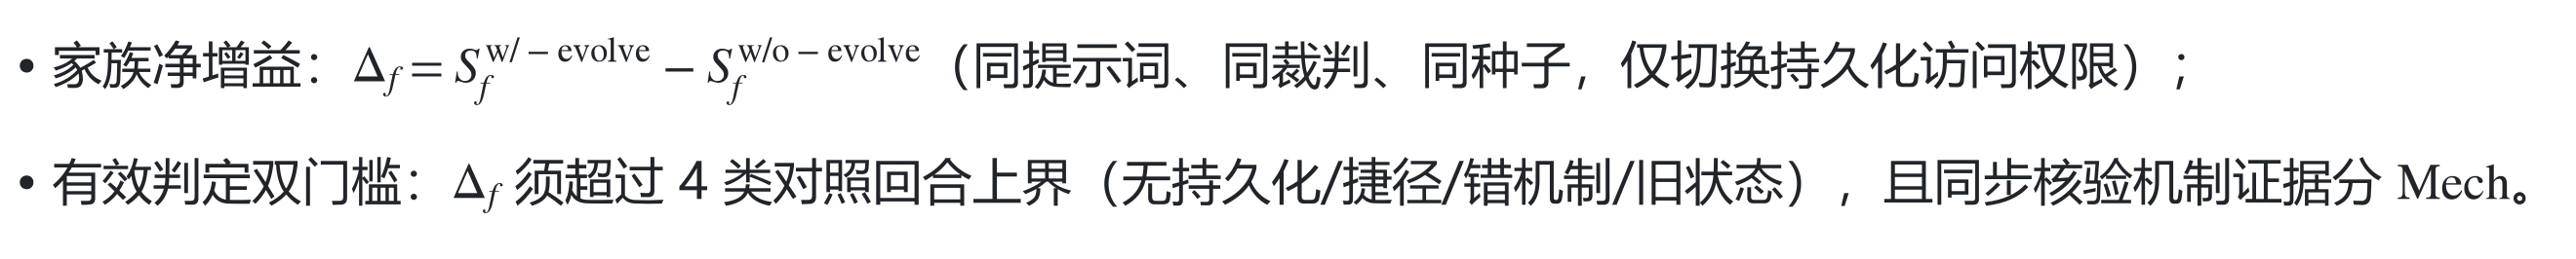 • 家族净增益：Δ_f = S_f^{w/ − evolve} − S_f^{w/o − evolve}（同提示词、同裁判、同种子，仅切换持久化访问权限）；
• 有效判定双门槛：Δ_f 须超过 4 类对照回合上界（无持久化/捷径/错机制/旧状态），且同步核验机制证据分 Mech。